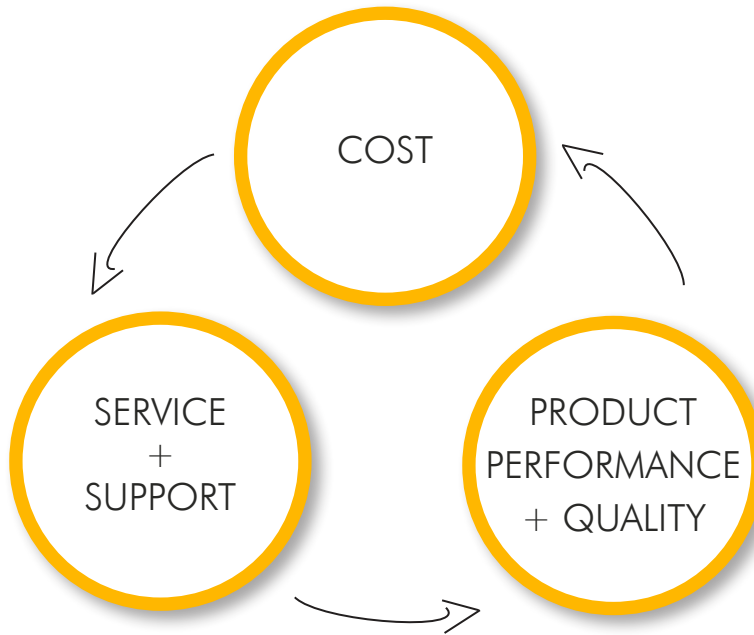 COST
SERVICE
+
SUPPORT
PRODUCT
PERFORMANCE
+ QUALITY